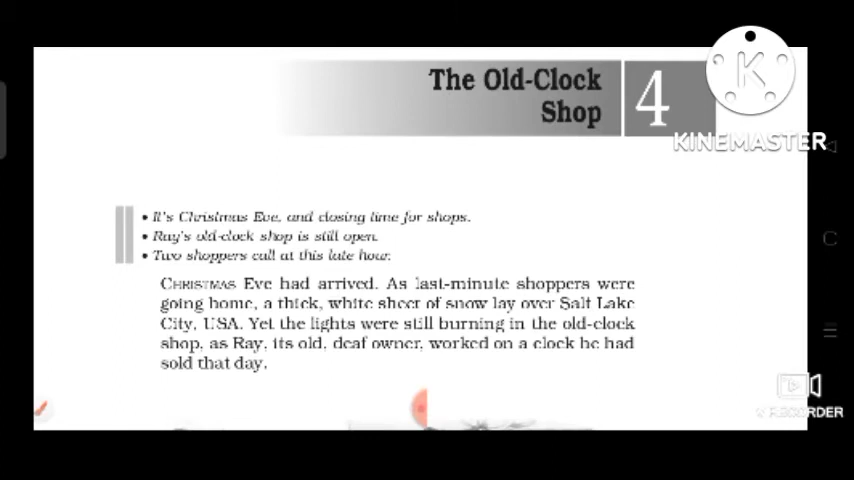 The Old-Clock
Shop
4
KINEMASTER
• It's Christmas Eve, and closing time for shops.
• Ray's old-clock shop is still open.
• Two shoppers call at this late hour.
CHRISTMAS Eve had arrived. As last-minute shoppers were
going home, a thick, white sheet of snow lay over Salt Lake
City, USA. Yet the lights were still burning in the old-clock
shop, as Ray, its old, deaf owner, worked on a clock he had
sold that day.
RECORDER